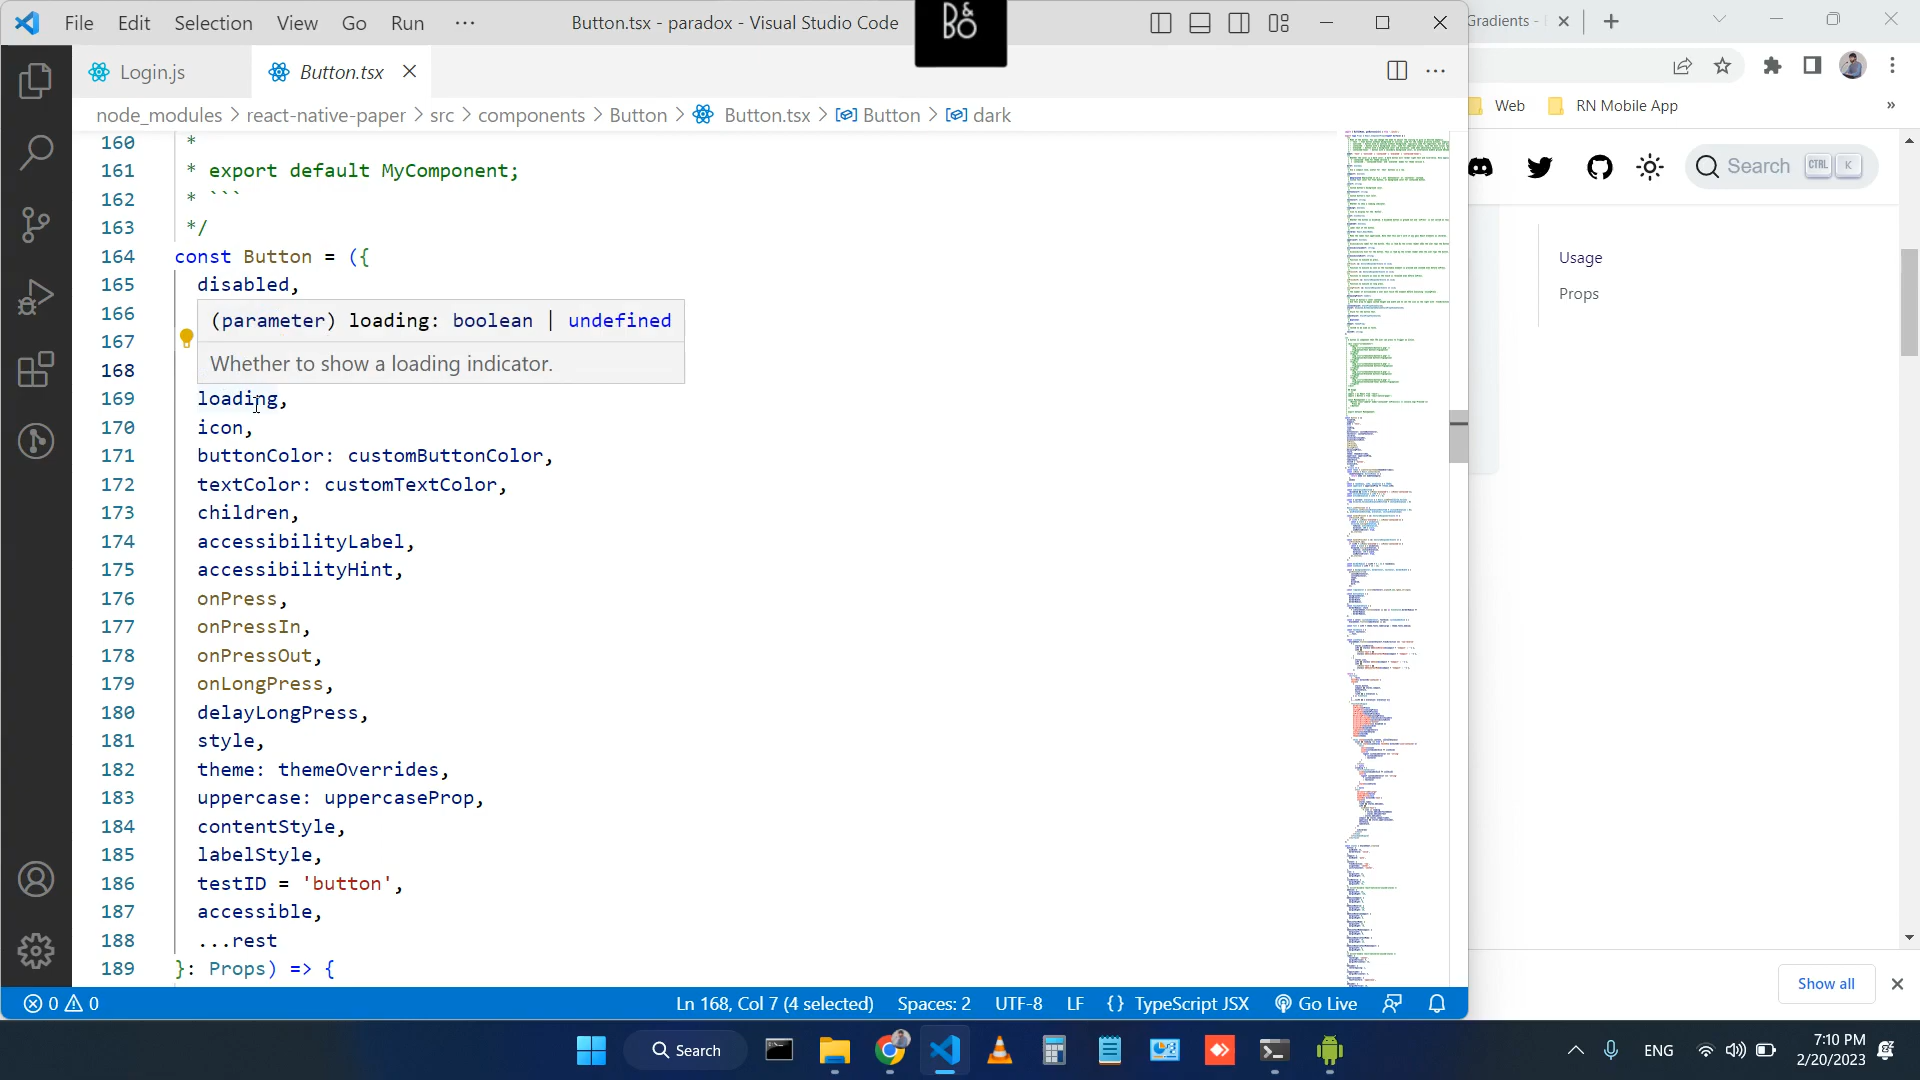 File Edit Selection View Go Run ··· Button.tsx - paradox - Visual Studio Code
B&O
Gradients -
Login.js Button.tsx
node_modules > react-native-paper > src > components > Button > Button.tsx > Button > dark
Web RN Mobile App »
Search CTRL K
Usage
Props
160 *
161 * export default MyComponent;
162 * ```
163 */
164 const Button = ({
165 disabled,
166
(parameter) loading: boolean | undefined
167
Whether to show a loading indicator.
168
169 loading,
170 icon,
171 buttonColor: customButtonColor,
172 textColor: customTextColor,
173 children,
174 accessibilityLabel,
175 accessibilityHint,
176 onPress,
177 onPressIn,
178 onPressOut,
179 onLongPress,
180 delayLongPress,
181 style,
182 theme: themeOverrides,
183 uppercase: uppercaseProp,
184 contentStyle,
185 labelStyle,
186 testID = 'button',
187 accessible,
188 ...rest
189 }: Props) => {
Show all
0 0 Ln 168, Col 7 (4 selected) Spaces: 2 UTF-8 LF {} TypeScript JSX Go Live
Search ENG 7:10 PM
2/20/2023